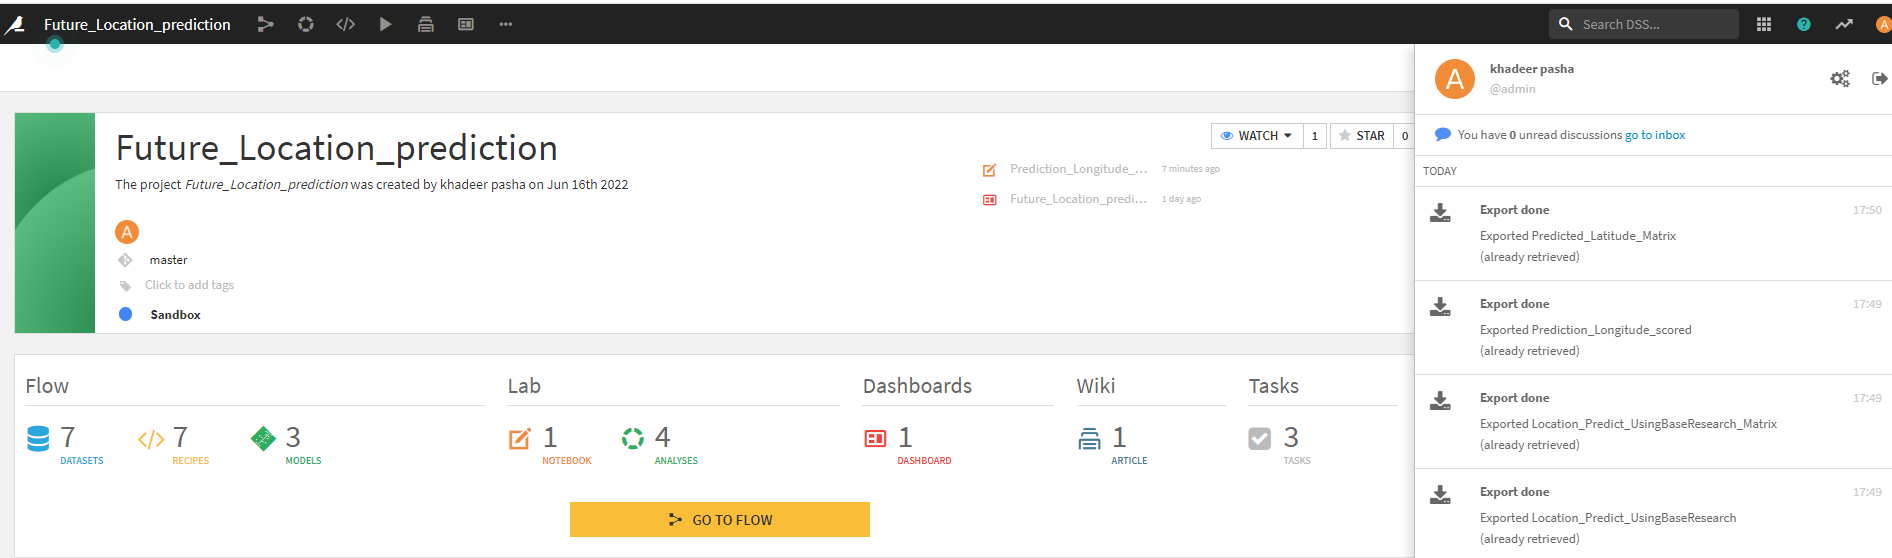 Future_Location_prediction
Search DSS...
A
Future_Location_prediction
The project Future_Location_prediction was created by khadeer pasha on Jun 16th 2022
A
master
Click to add tags
Sandbox
WATCH 1
STAR 0
Prediction_Longitude_... 7 minutes ago
Future_Location_predi... 1 day ago
Flow
7 DATASETS
7 RECIPES
3 MODELS
Lab
1 NOTEBOOK
4 ANALYSES
Dashboards
1 DASHBOARD
Wiki
1 ARTICLE
Tasks
3 TASKS
GO TO FLOW
A
khadeer pasha
@admin
You have 0 unread discussions go to inbox
TODAY
Export done 17:50
Exported Predicted_Latitude_Matrix
(already retrieved)
Export done 17:49
Exported Prediction_Longitude_scored
(already retrieved)
Export done 17:49
Exported Location_Predict_UsingBaseResearch_Matrix
(already retrieved)
Export done 17:49
Exported Location_Predict_UsingBaseResearch
(already retrieved)